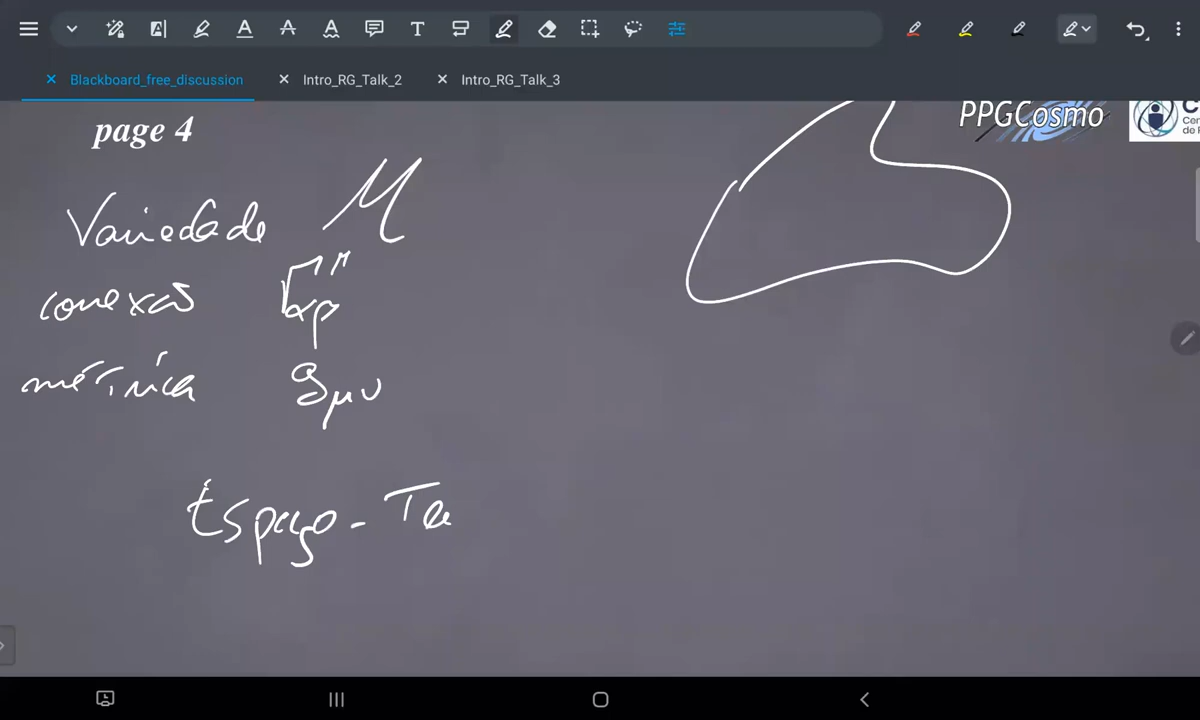 Blackboard_free_discussion Intro_RG_Talk_2 Intro_RG_Talk_3
page 4
PPGCosmo
Variedade M
conexão Γ^μ_αβ
métrica g_μν
Espaço - Te